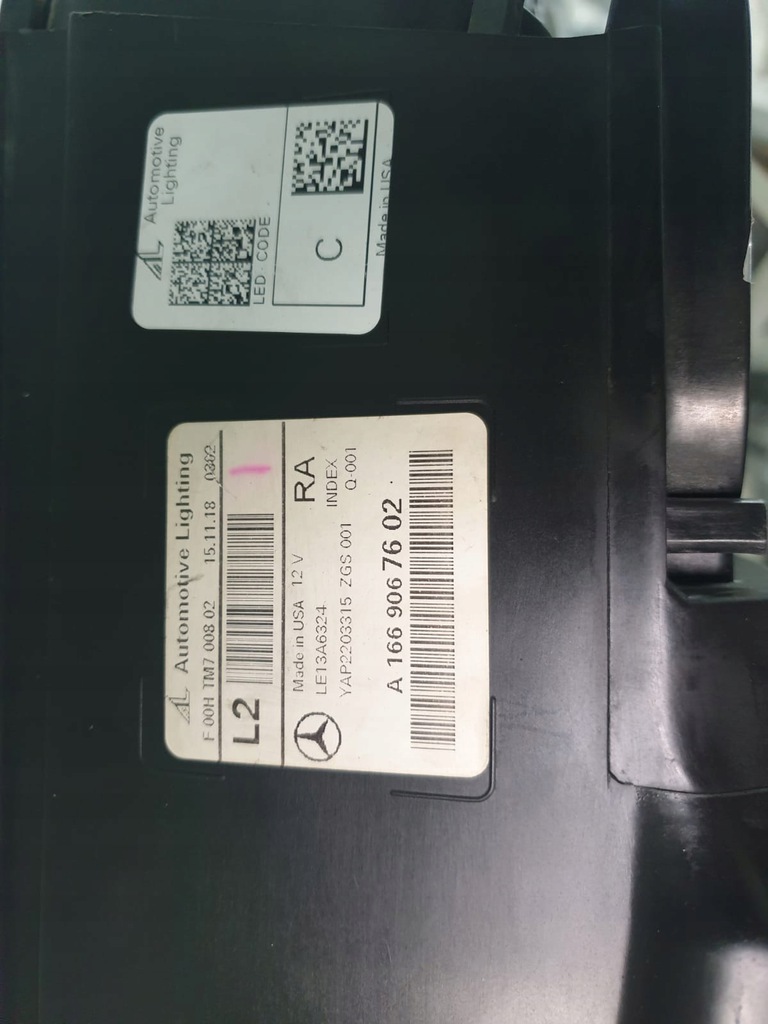 Automotive
Lighting
LED CODE
C
Made in USA
Automotive Lighting
F 00H TM7 008 02 15.11.18 0362
L2
Made in USA 12 V RA
LE13A6324 INDEX
YAP2203315 ZGS 001 Q-001
A 166 906 76 02